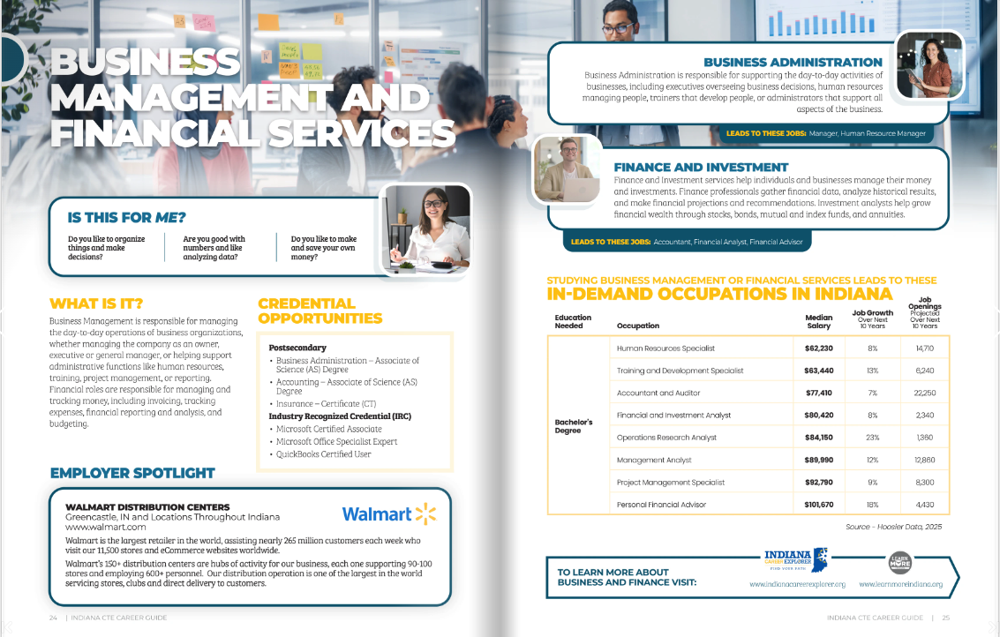 BUSINESS
MANAGEMENT AND
FINANCIAL SERVICES
IS THIS FOR ME?
Do you like to organize
things and make
decisions?
Are you good with
numbers and like
analyzing data?
Do you like to make
and save your own
money?
WHAT IS IT?
Business Management is responsible for managing
the day-to-day operations of business organizations,
whether managing the company as an owner,
executive or general manager, or helping support
administrative functions like human resources,
training, project management, or reporting.
Financial roles are responsible for managing and
tracking money, including invoicing, tracking
expenses, financial reporting and analysis, and
budgeting.
CREDENTIAL
OPPORTUNITIES
Postsecondary
• Business Administration – Associate of
Science (AS) Degree
• Accounting – Associate of Science (AS)
Degree
• Insurance – Certificate (CT)
Industry Recognized Credential (IRC)
• Microsoft Certified Associate
• Microsoft Office Specialist Expert
• QuickBooks Certified User
EMPLOYER SPOTLIGHT
WALMART DISTRIBUTION CENTERS
Greencastle, IN and Locations Throughout Indiana
www.walmart.com
Walmart
Walmart is the largest retailer in the world, assisting nearly 265 million customers each week who
visit our 11,500 stores and eCommerce websites worldwide.
Walmart's 150+ distribution centers are hubs of activity for our business, each one supporting 90-100
stores and employing 600+ personnel. Our distribution operation is one of the largest in the world
servicing stores, clubs and direct delivery to customers.
24 | INDIANA CTE CAREER GUIDE
BUSINESS ADMINISTRATION
Business Administration is responsible for supporting the day-to-day activities of
businesses, including executives overseeing business decisions, human resources
managing people, trainers that develop people, or administrators that support all
aspects of the business.
LEADS TO THESE JOBS: Manager, Human Resource Manager
FINANCE AND INVESTMENT
Finance and Investment services help individuals and businesses manage their money
and investments. Finance professionals gather financial data, analyze historical results,
and make financial projections and recommendations. Investment analysts help grow
financial wealth through stocks, bonds, mutual and index funds, and annuities.
LEADS TO THESE JOBS: Accountant, Financial Analyst, Financial Advisor
STUDYING BUSINESS MANAGEMENT OR FINANCIAL SERVICES LEADS TO THESE
IN-DEMAND OCCUPATIONS IN INDIANA
Education
Needed
Occupation
Median
Salary
Job Growth
Over Next
10 Years
Job
Openings
Projected
Over Next
10 Years
Bachelor's
Degree
Human Resources Specialist $62,230 8% 14,710
Training and Development Specialist $63,440 13% 6,240
Accountant and Auditor $77,410 7% 22,250
Financial and Investment Analyst $80,420 8% 2,340
Operations Research Analyst $84,150 23% 1,360
Management Analyst $89,990 12% 12,860
Project Management Specialist $92,790 9% 8,300
Personal Financial Advisor $101,670 18% 4,430
Source – Hoosier Data, 2025
TO LEARN MORE ABOUT
BUSINESS AND FINANCE VISIT:
INDIANA
CAREER EXPLORER
FIND YOUR PATH
www.indianacareerexplorer.org
LEARN
MORE
www.learnmoreindiana.org
INDIANA CTE CAREER GUIDE | 25